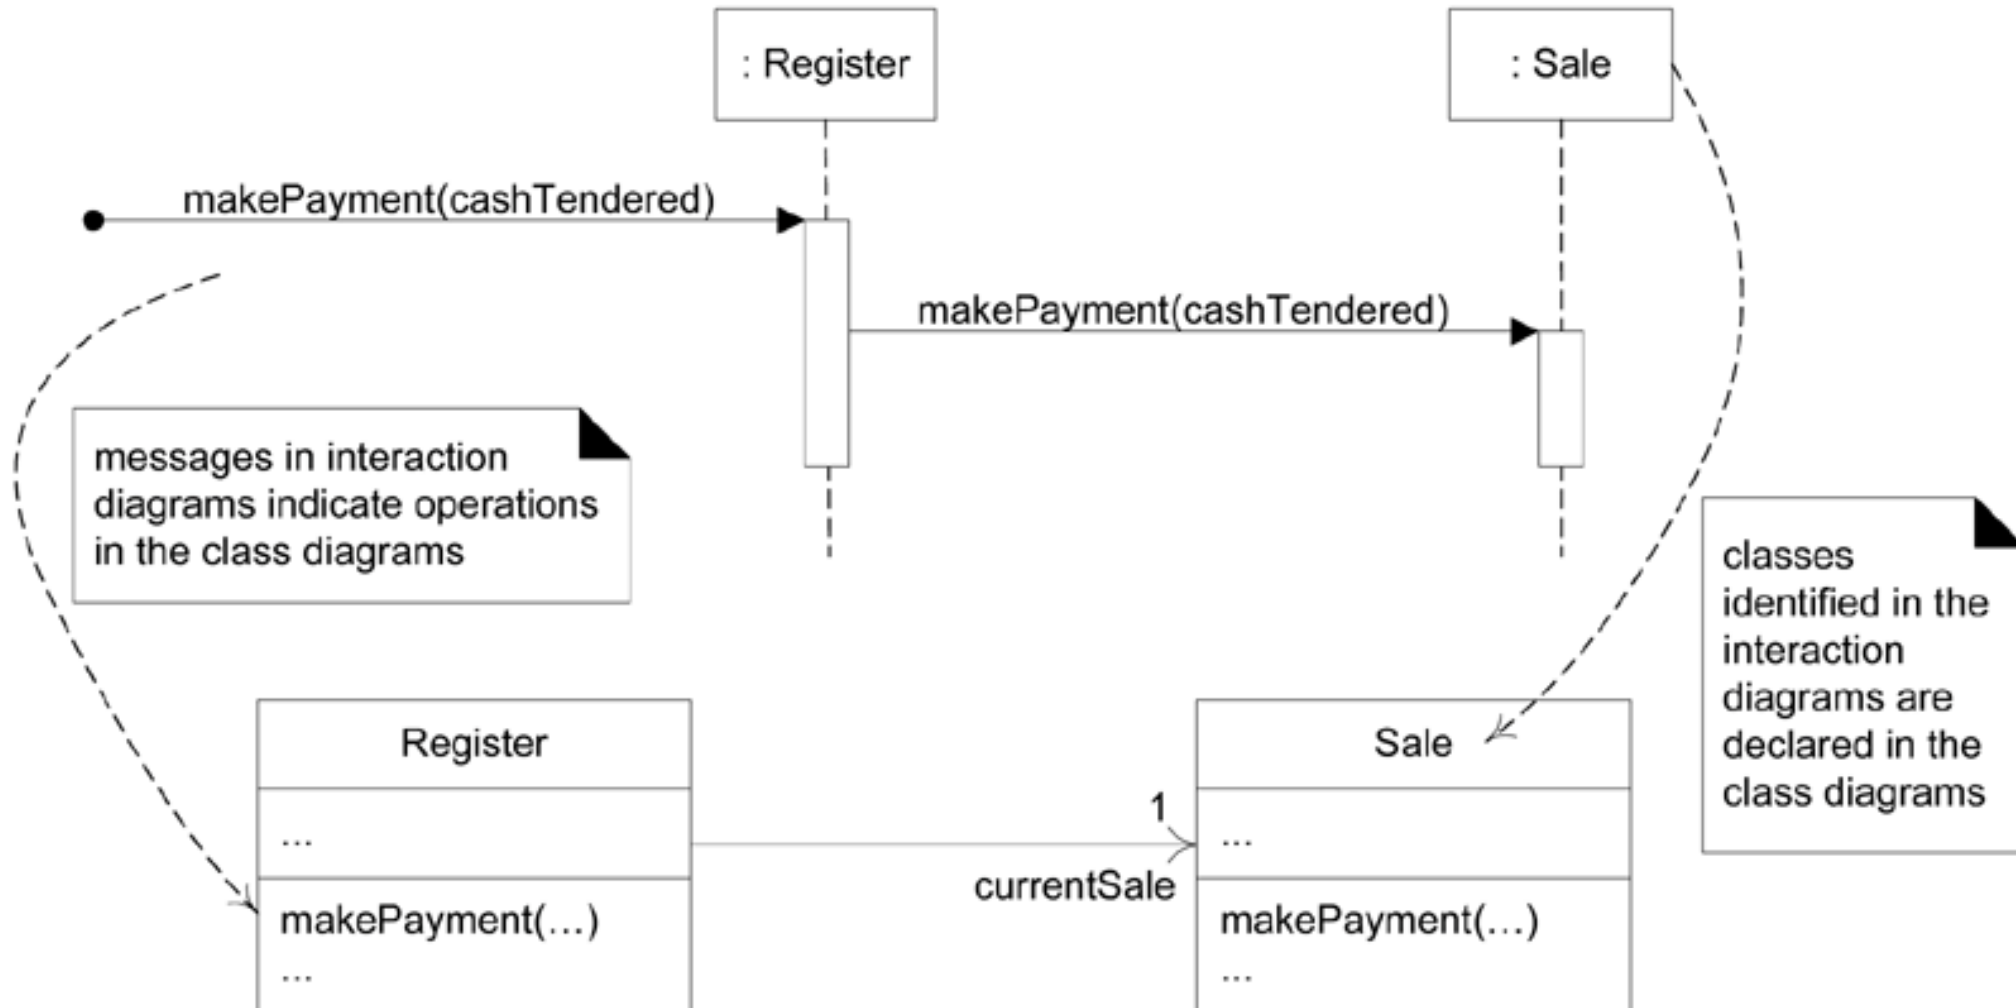 : Register
: Sale
makePayment(cashTendered)
makePayment(cashTendered)
messages in interaction
diagrams indicate operations
in the class diagrams
classes
identified in the
interaction
diagrams are
declared in the
class diagrams
Register
...
makePayment(...)
...
1
currentSale
Sale
...
makePayment(...)
...